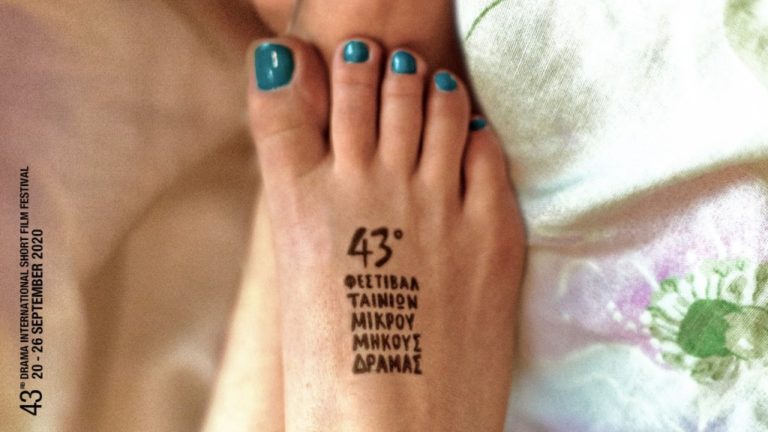 43°
ΦΕΣΤΙΒΑΛ
ΤΑΙΝΙΩΝ
ΜΙΚΡΟΥ
ΜΗΚΟΥΣ
ΔΡΑΜΑΣ
43RD DRAMA INTERNATIONAL SHORT FILM FESTIVAL
20 - 26 SEPTEMBER 2020